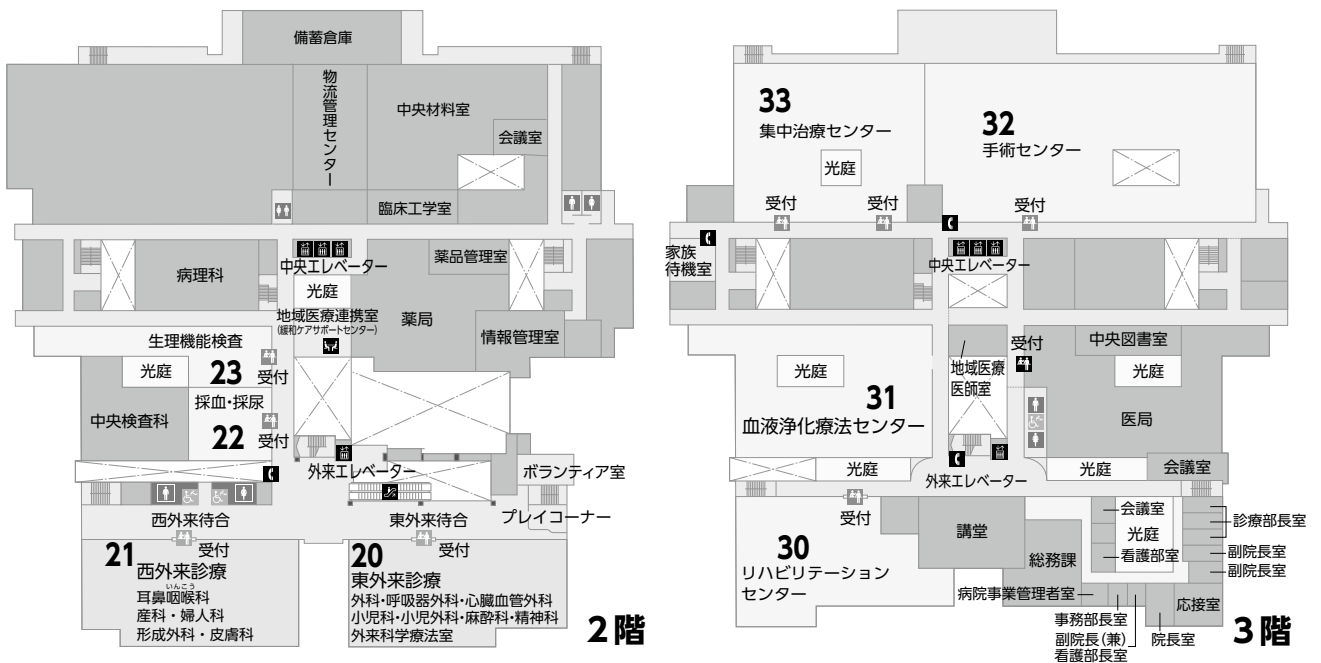 備蓄倉庫
物流管理センター
中央材料室
会議室
臨床工学室
中央エレベーター
薬品管理室
病理科
光庭
地域医療連携室
(緩和ケアサポートセンター)
薬局
情報管理室
生理機能検査
光庭
23
受付
採血・採尿
中央検査科
22
受付
外来エレベーター
ボランティア室
プレイコーナー
西外来待合
東外来待合
受付
受付
21
西外来診療
いんこう
耳鼻咽喉科
産科・婦人科
形成外科・皮膚科
20
東外来診療
外科・呼吸器外科・心臓血管外科
小児科・小児外科・麻酔科・精神科
外来科学療法室
2階
33
集中治療センター
32
手術センター
光庭
受付
受付
受付
家族
待機室
中央エレベーター
中央図書室
受付
光庭
地域医療
医師室
光庭
31
血液浄化療法センター
医局
光庭
外来エレベーター
光庭
会議室
受付
30
リハビリテーション
センター
講堂
総務課
会議室
光庭
看護部室
診療部長室
副院長室
副院長室
病院事業管理者室
事務部長室
副院長(兼)
看護部長室
院長室
応接室
3階